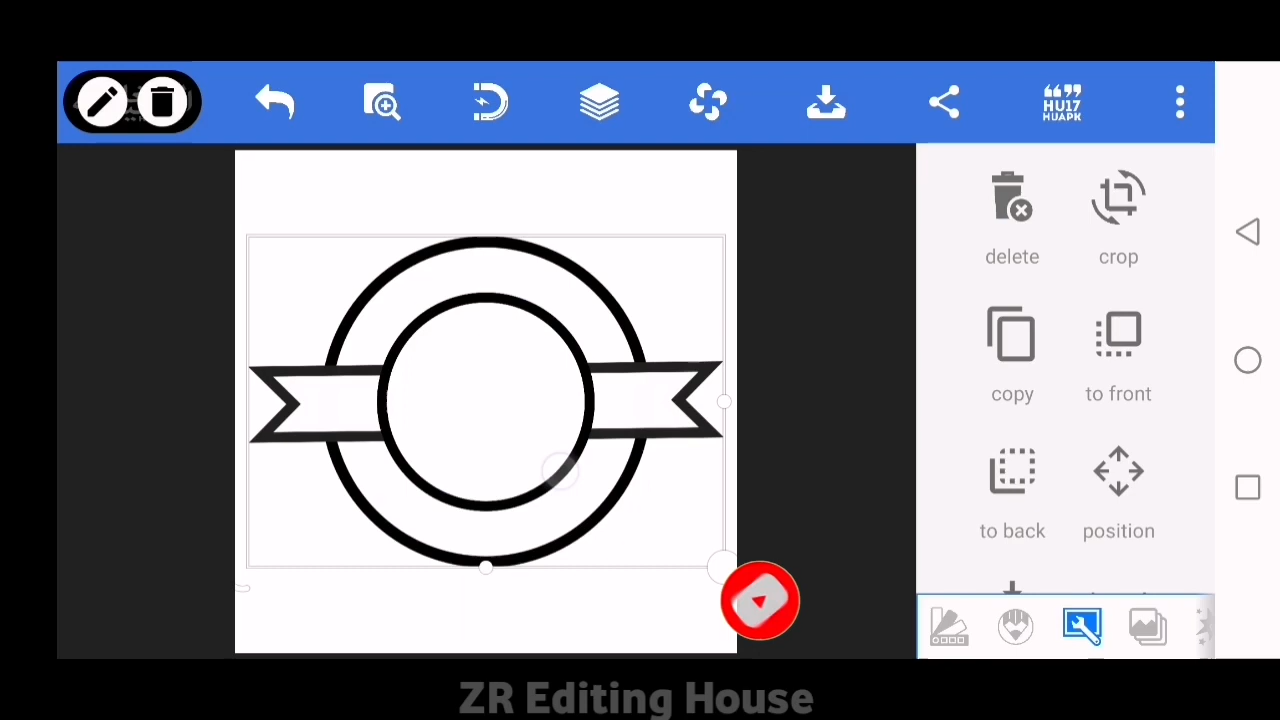 HU17
HUAPK
delete
crop
copy
to front
to back
position
ZR Editing House